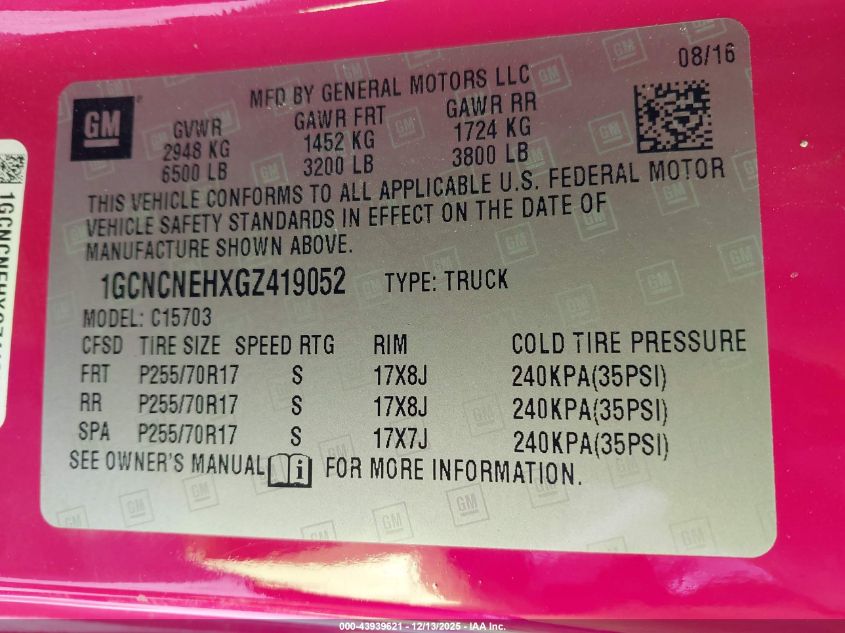 08/16
GM
MFD BY GENERAL MOTORS LLC
GVWR GAWR FRT GAWR RR
2948 KG 1452 KG 1724 KG
6500 LB 3200 LB 3800 LB
THIS VEHICLE CONFORMS TO ALL APPLICABLE U.S. FEDERAL MOTOR
VEHICLE SAFETY STANDARDS IN EFFECT ON THE DATE OF
MANUFACTURE SHOWN ABOVE.
1GCNCNEHXGZ419052 TYPE: TRUCK
MODEL: C15703
CFSD TIRE SIZE SPEED RTG RIM COLD TIRE PRESSURE
FRT P255/70R17 S 17X8J 240KPA(35PSI)
RR P255/70R17 S 17X8J 240KPA(35PSI)
SPA P255/70R17 S 17X7J 240KPA(35PSI)
SEE OWNER'S MANUAL FOR MORE INFORMATION.
000-43939621 - 12/13/2025 - IAA Inc.